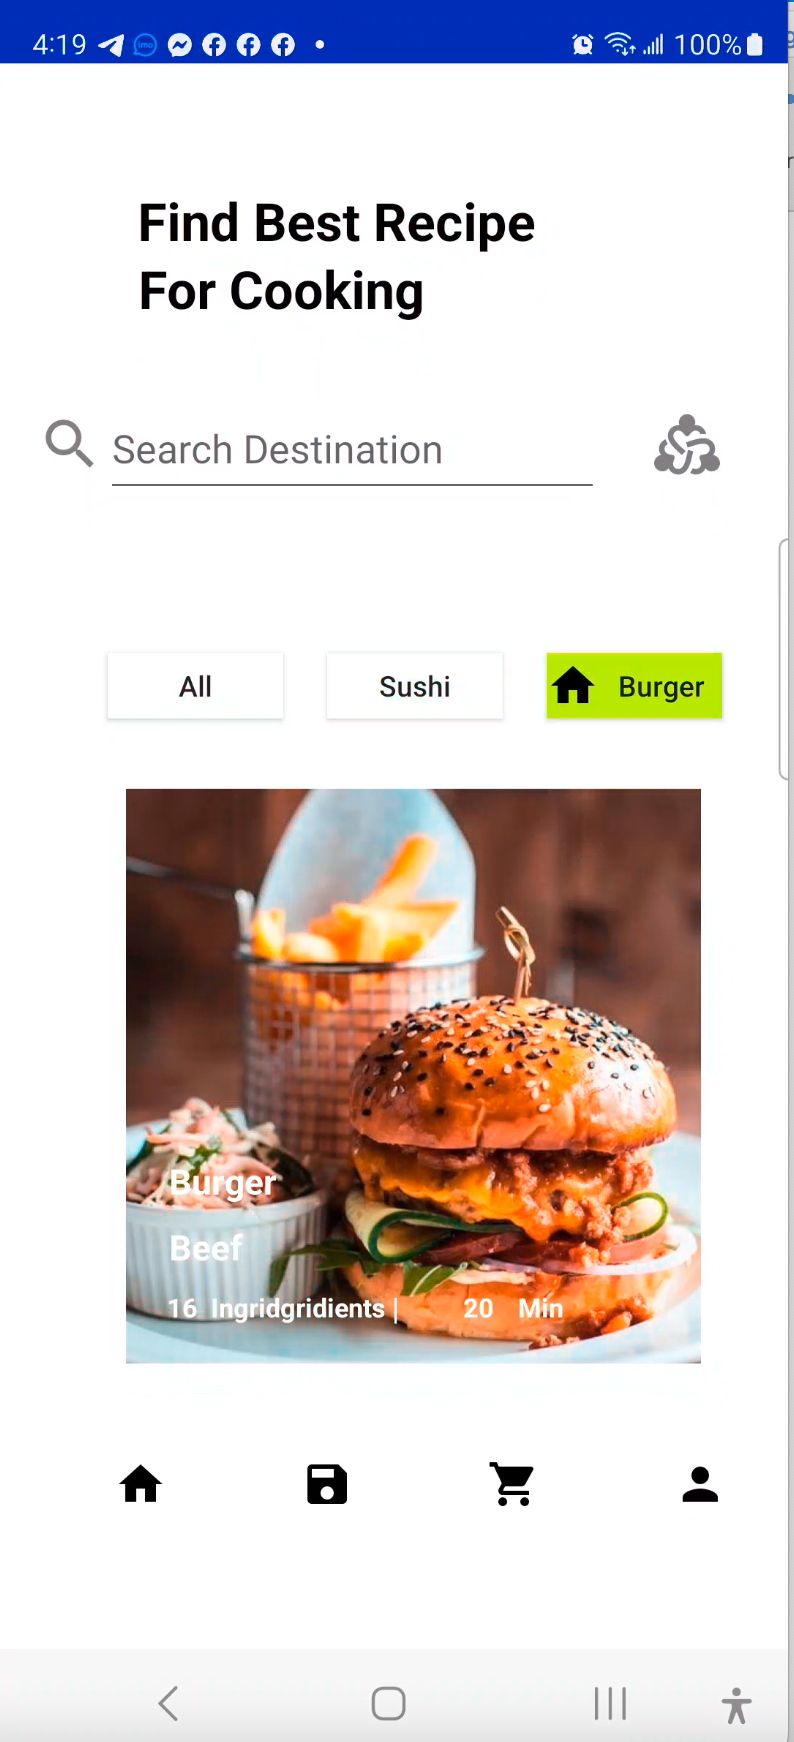 4:19 imo 100%
Find Best Recipe
For Cooking
Search Destination
All Sushi Burger
Burger
Beef
16 Ingridgridients | 20 Min